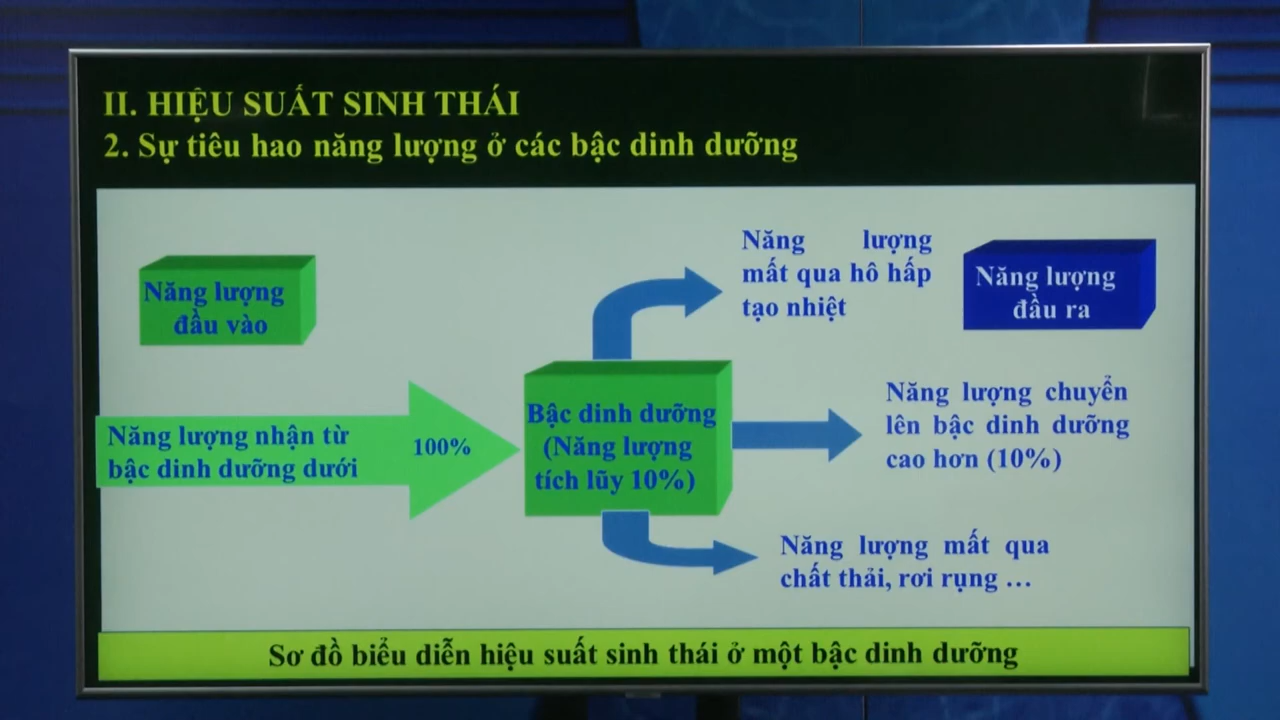 II. HIỆU SUẤT SINH THÁI
2. Sự tiêu hao năng lượng ở các bậc dinh dưỡng
Năng lượng
đầu vào
Năng lượng nhận từ
bậc dinh dưỡng dưới
100%
Bậc dinh dưỡng
(Năng lượng
tích lũy 10%)
Năng lượng
mất qua hô hấp
tạo nhiệt
Năng lượng
đầu ra
Năng lượng chuyển
lên bậc dinh dưỡng
cao hơn (10%)
Năng lượng mất qua
chất thải, rơi rụng ...
Sơ đồ biểu diễn hiệu suất sinh thái ở một bậc dinh dưỡng